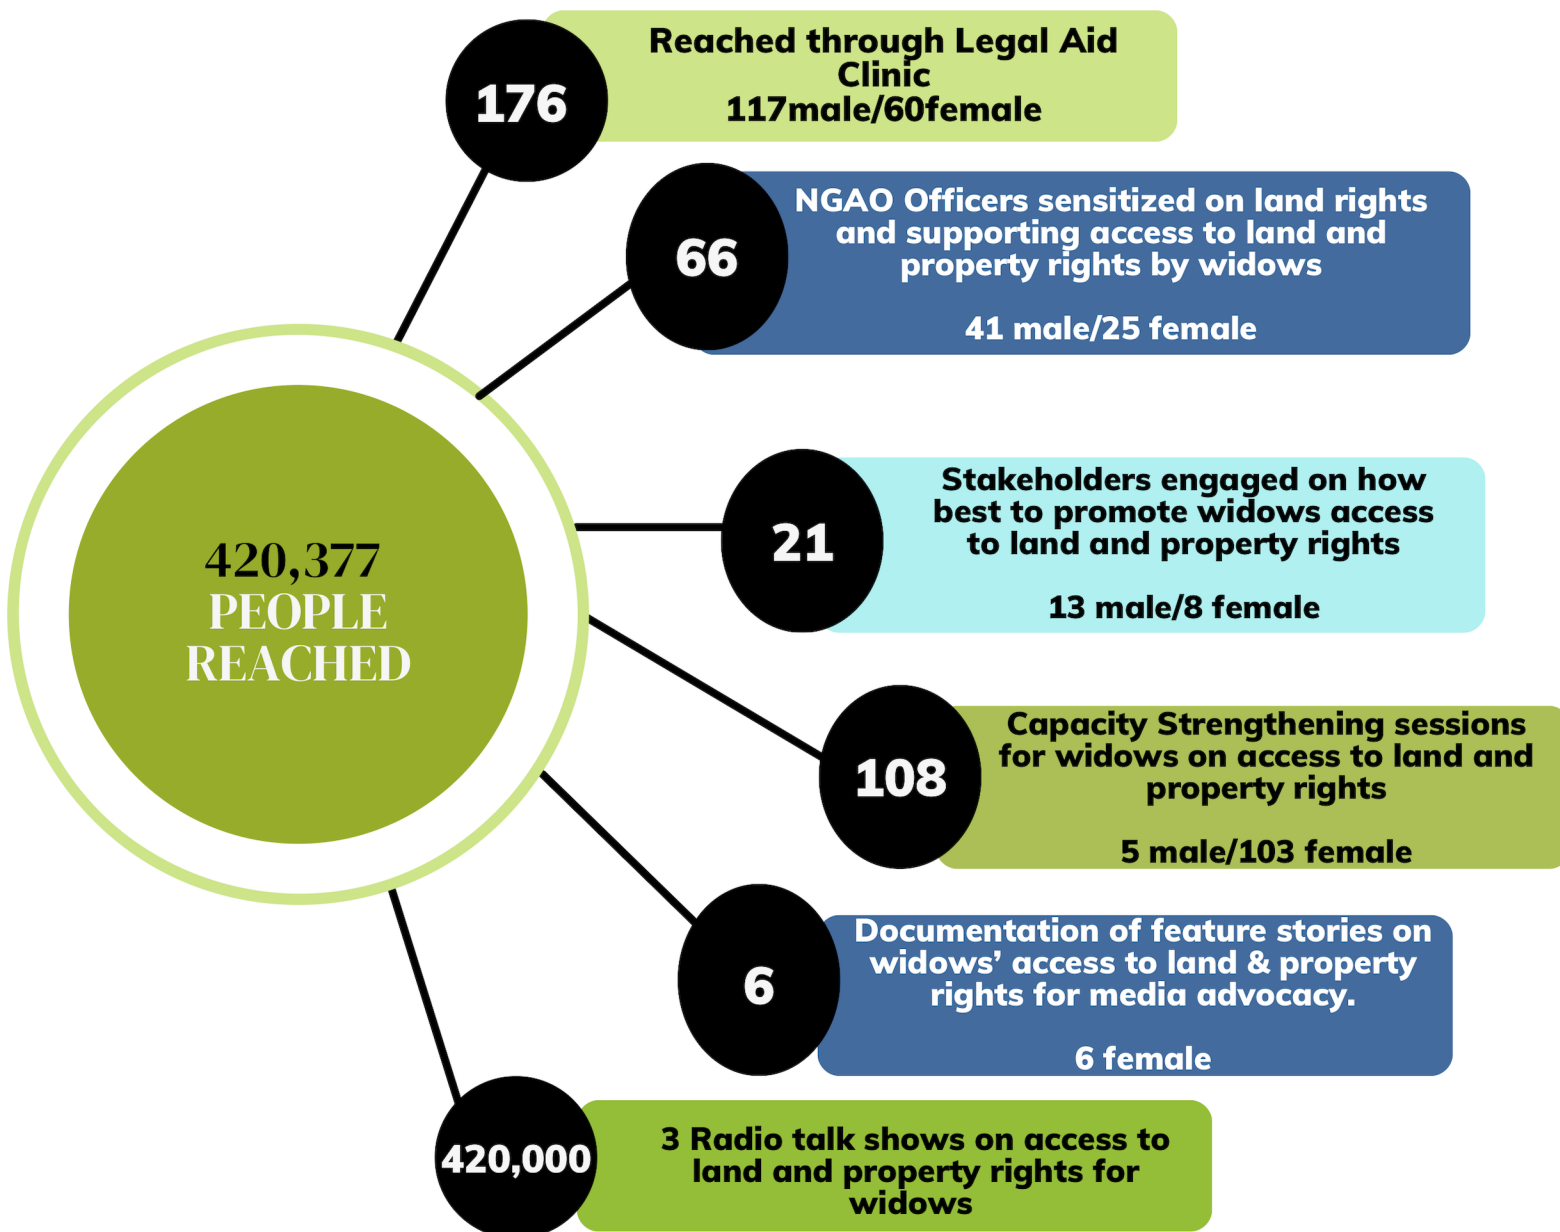 176
Reached through Legal Aid
Clinic
117male/60female
66
NGAO Officers sensitized on land rights
and supporting access to land and
property rights by widows
41 male/25 female
420,377
PEOPLE
REACHED
21
Stakeholders engaged on how
best to promote widows access
to land and property rights
13 male/8 female
108
Capacity Strengthening sessions
for widows on access to land and
property rights
5 male/103 female
6
Documentation of feature stories on
widows’ access to land & property
rights for media advocacy.
6 female
420,000
3 Radio talk shows on access to
land and property rights for
widows